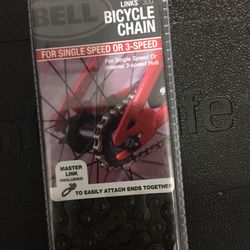 BELL
LINKS 300
BICYCLE
CHAIN
FOR SINGLE SPEED OR 3-SPEED
For Single Speed Or
Internal 3-speed Hub
MASTER
LINK
INCLUDED
TO EASILY ATTACH ENDS TOGETHER